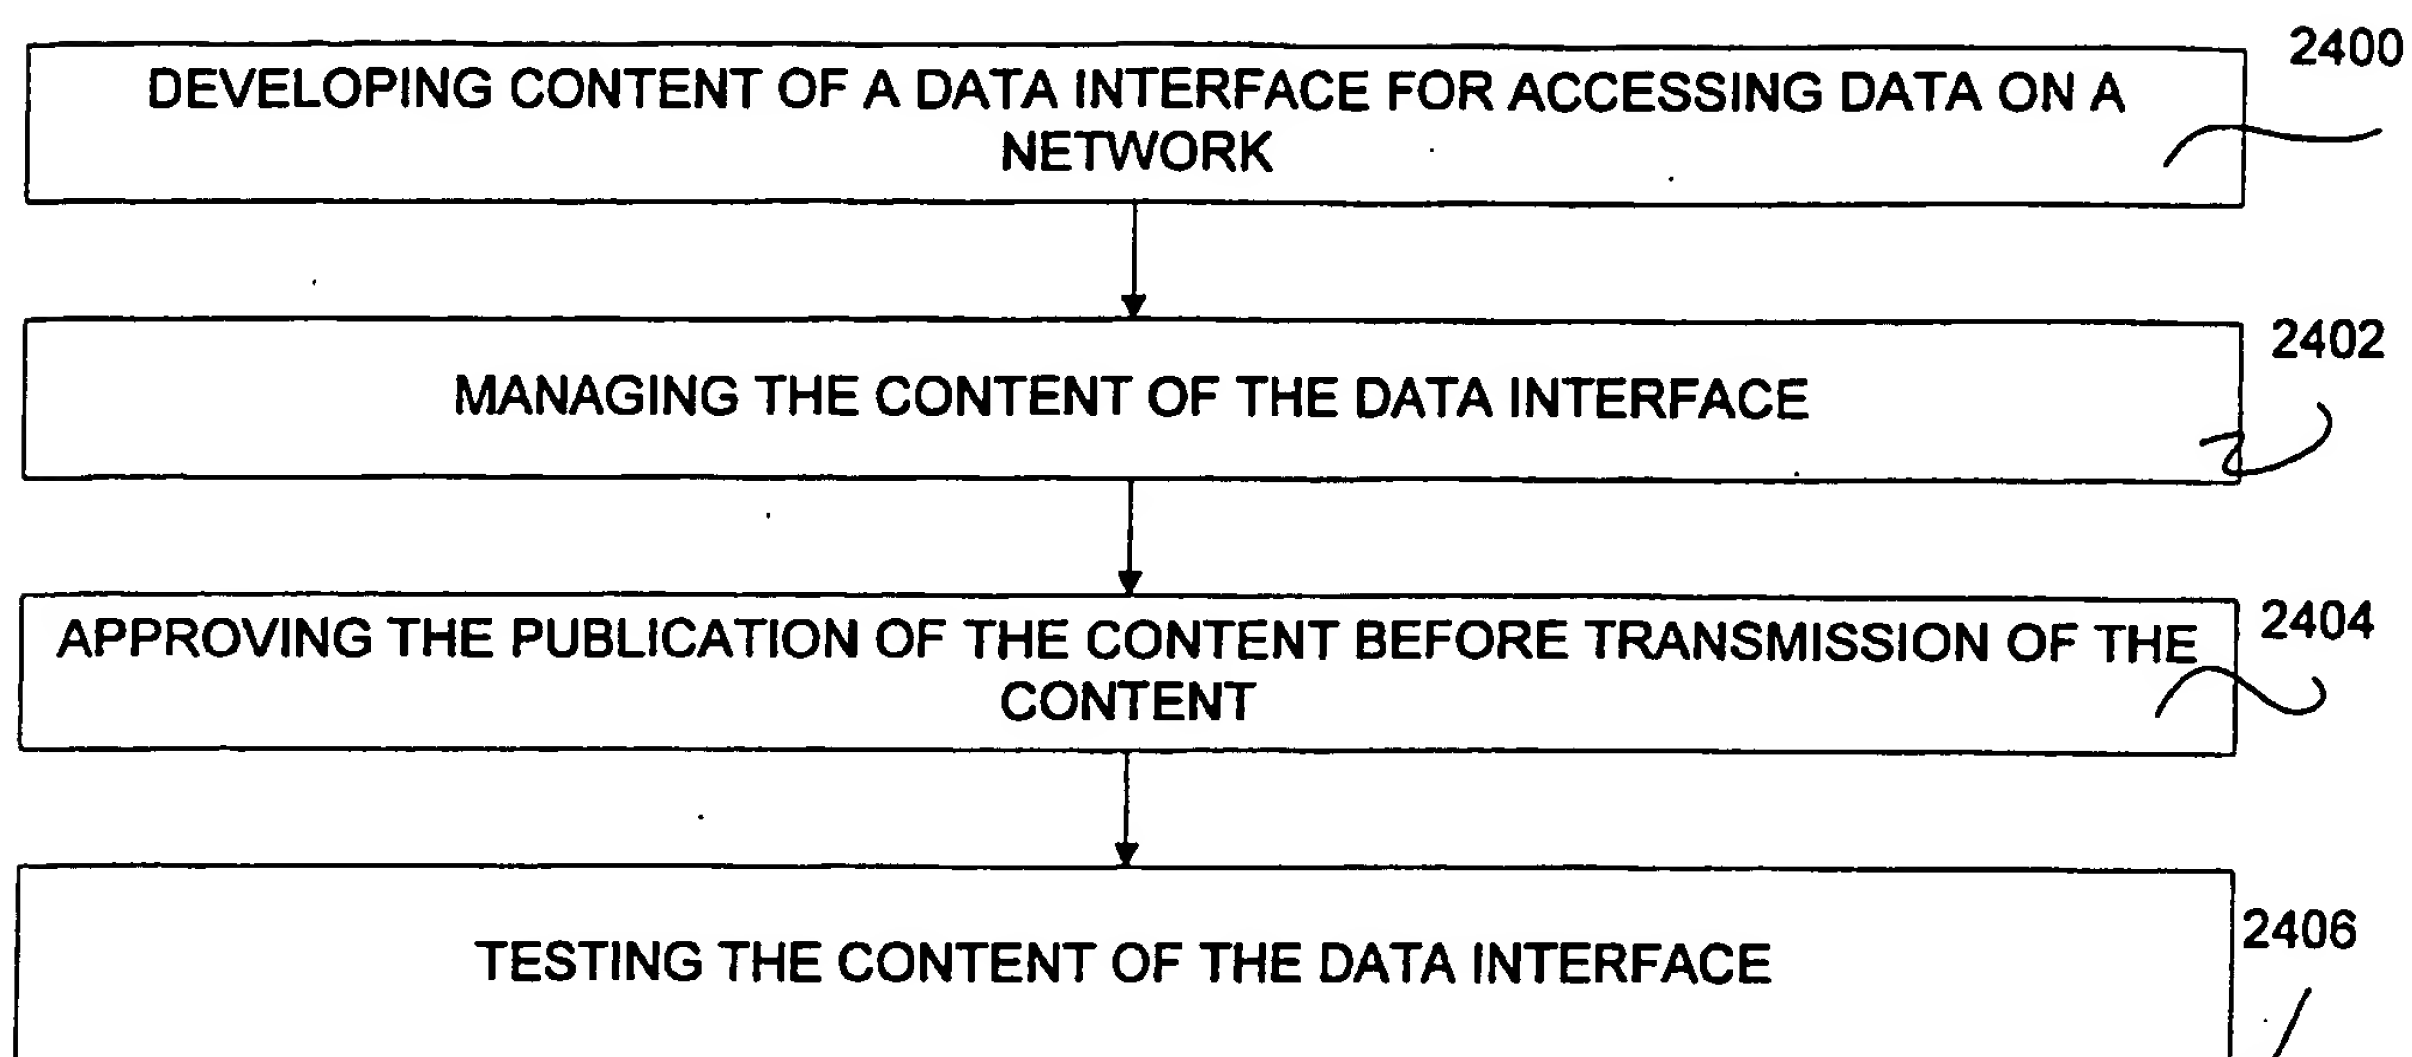 2400
DEVELOPING CONTENT OF A DATA INTERFACE FOR ACCESSING DATA ON A
NETWORK
2402
MANAGING THE CONTENT OF THE DATA INTERFACE
2404
APPROVING THE PUBLICATION OF THE CONTENT BEFORE TRANSMISSION OF THE
CONTENT
2406
TESTING THE CONTENT OF THE DATA INTERFACE